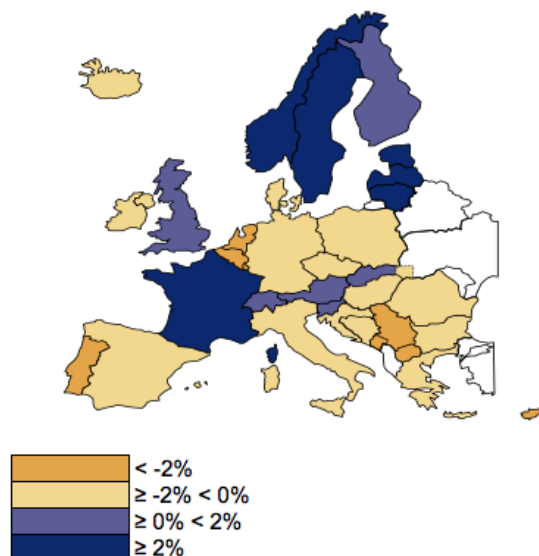 < -2%
≥ -2% < 0%
≥ 0% < 2%
≥ 2%